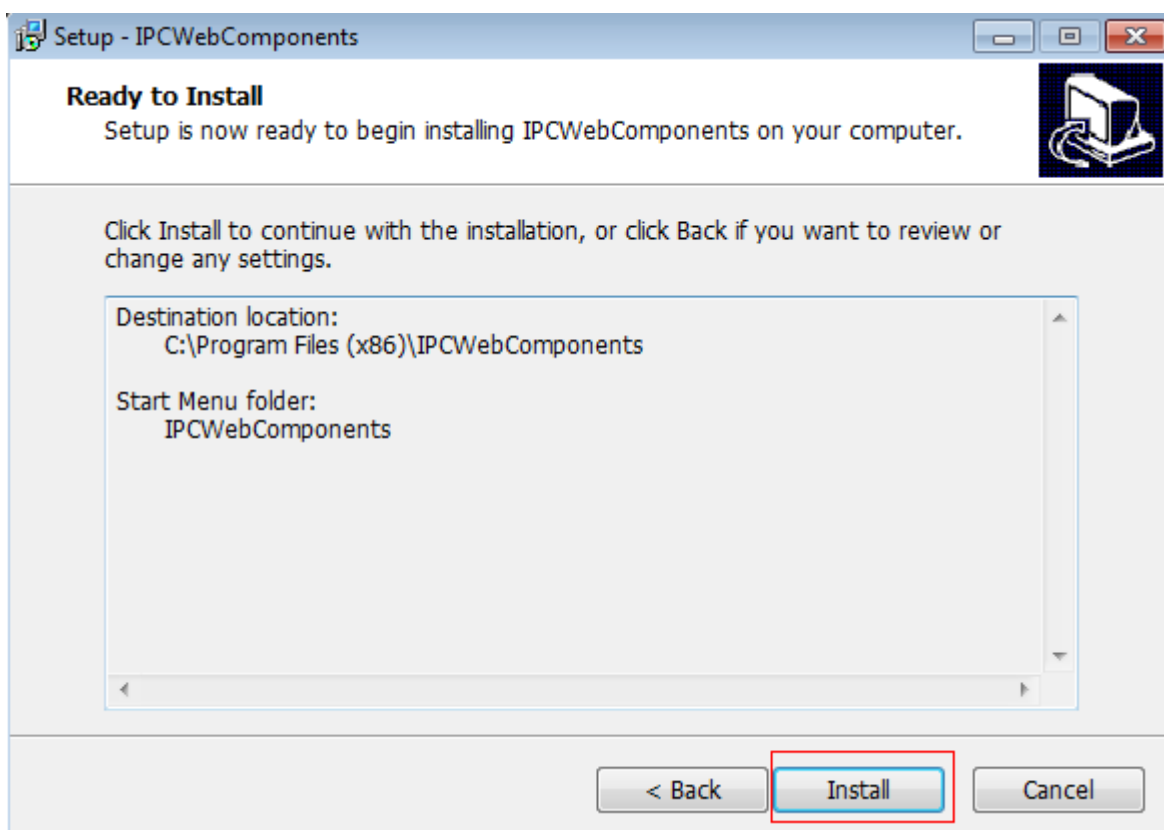 Setup - IPCWebComponents
Ready to Install
Setup is now ready to begin installing IPCWebComponents on your computer.
Click Install to continue with the installation, or click Back if you want to review or
change any settings.
Destination location:
C:\Program Files (x86)\IPCWebComponents
Start Menu folder:
IPCWebComponents
< Back
Install
Cancel